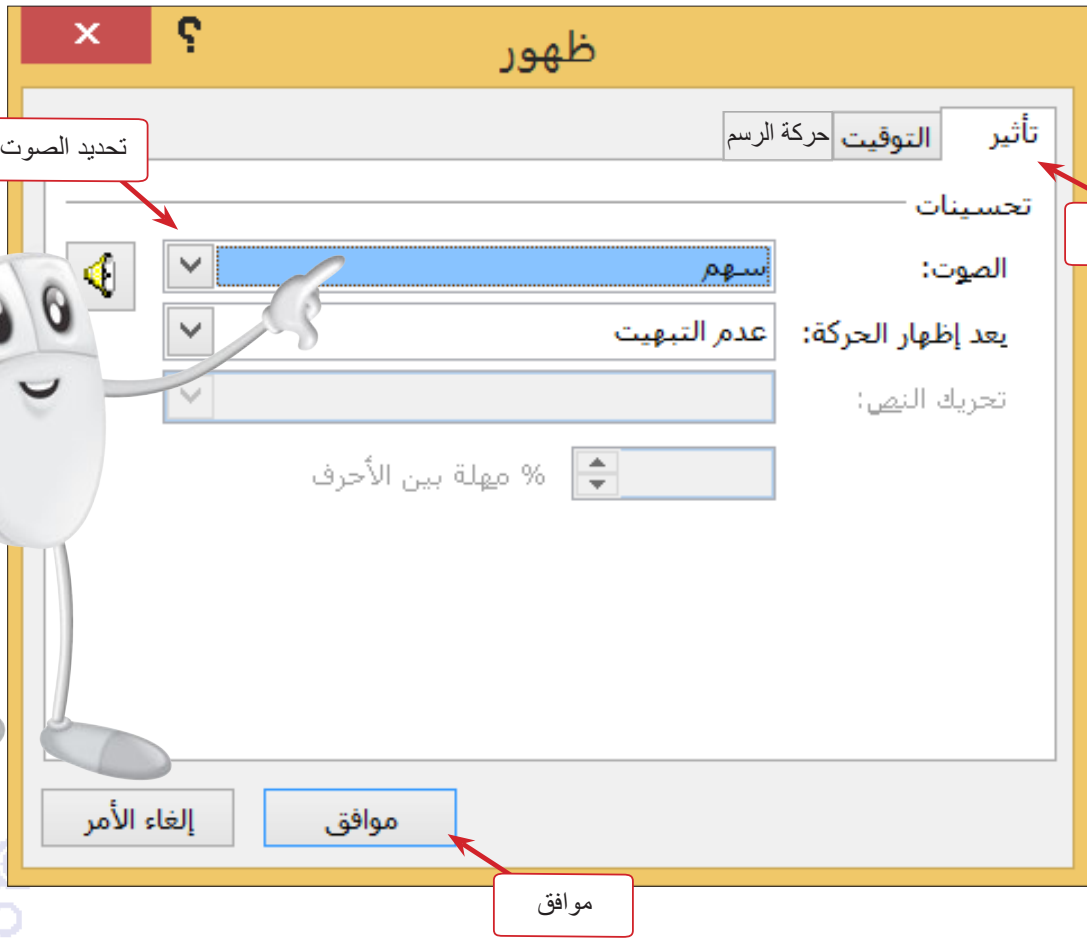 ظهور
؟
تأثير
التوقيت
حركة الرسم
تحديد الصوت
تحسينات
الصوت:
سهم
يعد إظهار الحركة:
عدم التبهيت
تحريك النص:
% مهلة بين الأحرف
موافق
إلغاء الأمر
موافق